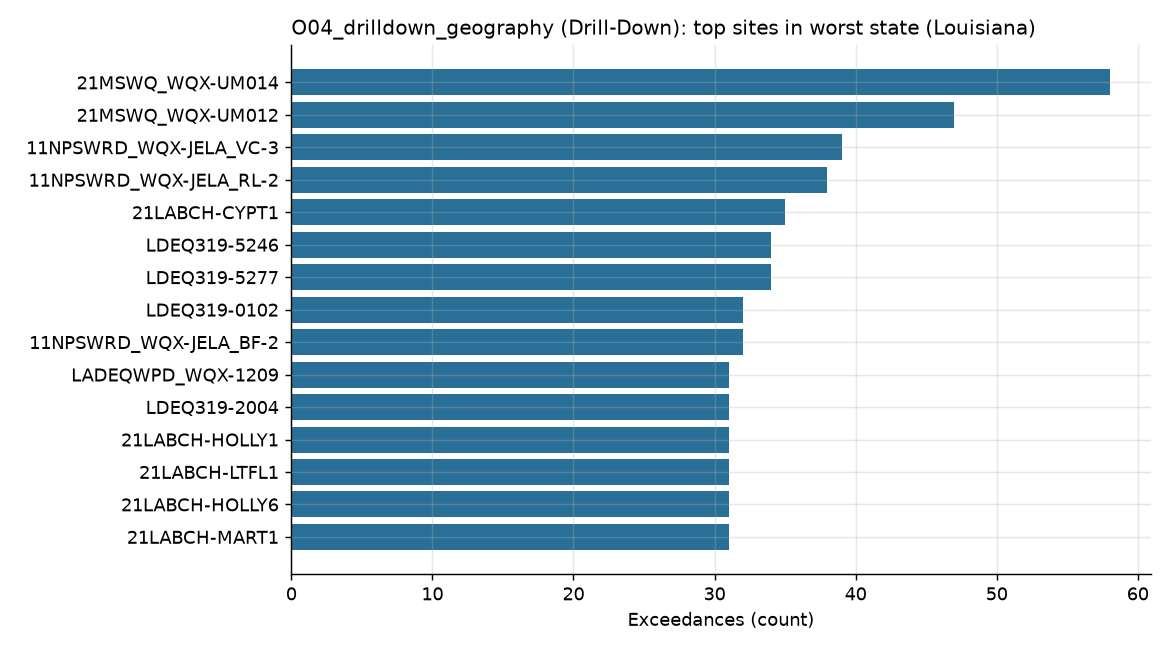 O04_drilldown_geography (Drill-Down): top sites in worst state (Louisiana)
21MSWQ_WQX-UM014
21MSWQ_WQX-UM012
11NPSWRD_WQX-JELA_VC-3
11NPSWRD_WQX-JELA_RL-2
21LABCH-CYPT1
LDEQ319-5246
LDEQ319-5277
LDEQ319-0102
11NPSWRD_WQX-JELA_BF-2
LADEQWPD_WQX-1209
LDEQ319-2004
21LABCH-HOLLY1
21LABCH-LTFL1
21LABCH-HOLLY6
21LABCH-MART1
0 10 20 30 40 50 60
Exceedances (count)